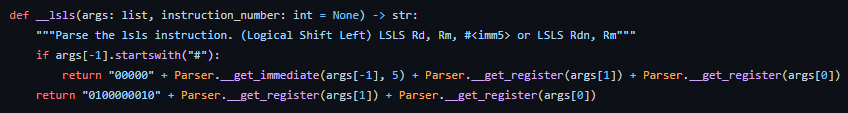 def __lsls(args: list, instruction_number: int = None) -> str:
    """Parse the lsls instruction. (Logical Shift Left) LSLS Rd, Rm, #<imm5> or LSLS Rdn, Rm"""
    if args[-1].startswith("#"):
        return "00000" + Parser.__get_immediate(args[-1], 5) + Parser.__get_register(args[1]) + Parser.__get_register(args[0])
    return "0100000010" + Parser.__get_register(args[1]) + Parser.__get_register(args[0])